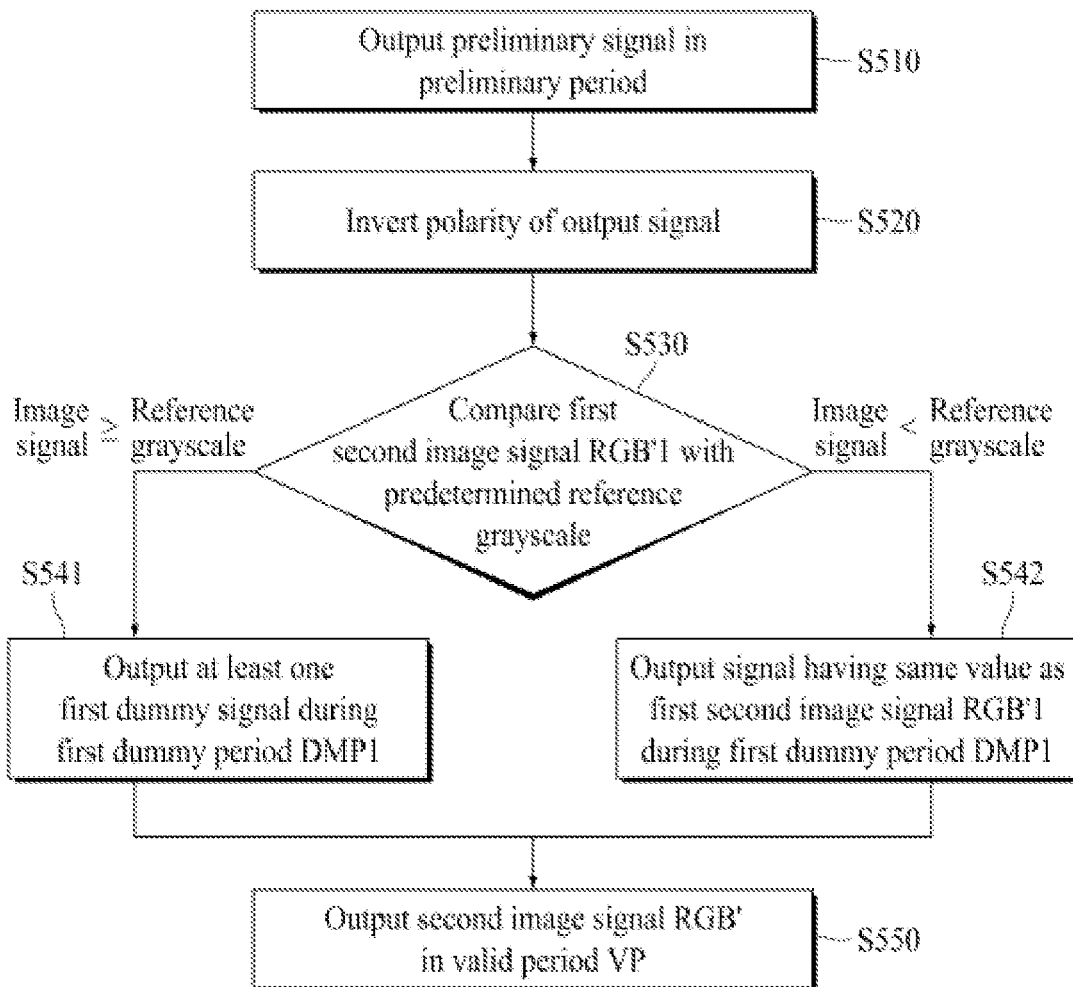 Output preliminary signal in
preliminary period
S510
Invert polarity of output signal
S520
S530
Image signal ≥ Reference grayscale
Compare first
second image signal RGB'1 with
predetermined reference
grayscale
Image signal < Reference grayscale
S541
Output at least one
first dummy signal during
first dummy period DMP1
S542
Output signal having same value as
first second image signal RGB'1
during first dummy period DMP1
Output second image signal RGB'
in valid period VP
S550